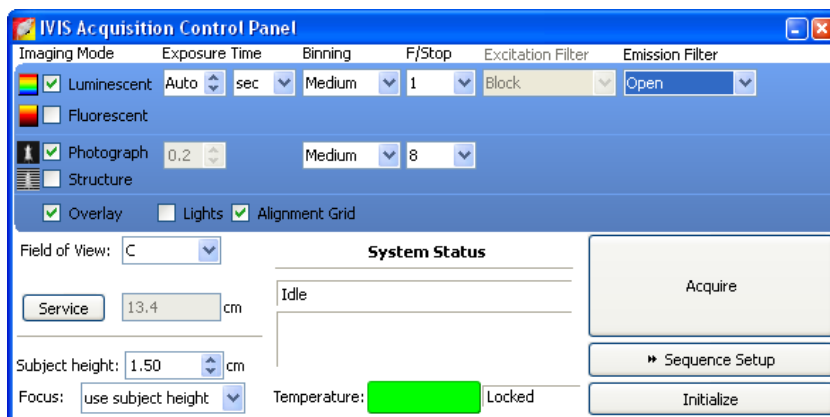 IVIS Acquisition Control Panel
Imaging Mode Exposure Time Binning F/Stop Excitation Filter Emission Filter
Luminescent Auto sec Medium 1 Block Open
Fluorescent
Photograph 0.2 Medium 8
Structure
Overlay Lights Alignment Grid
Field of View: C System Status
Acquire
Idle
Service 13.4 cm
Sequence Setup
Subject height: 1.50 cm
Focus: use subject height Temperature: Locked Initialize